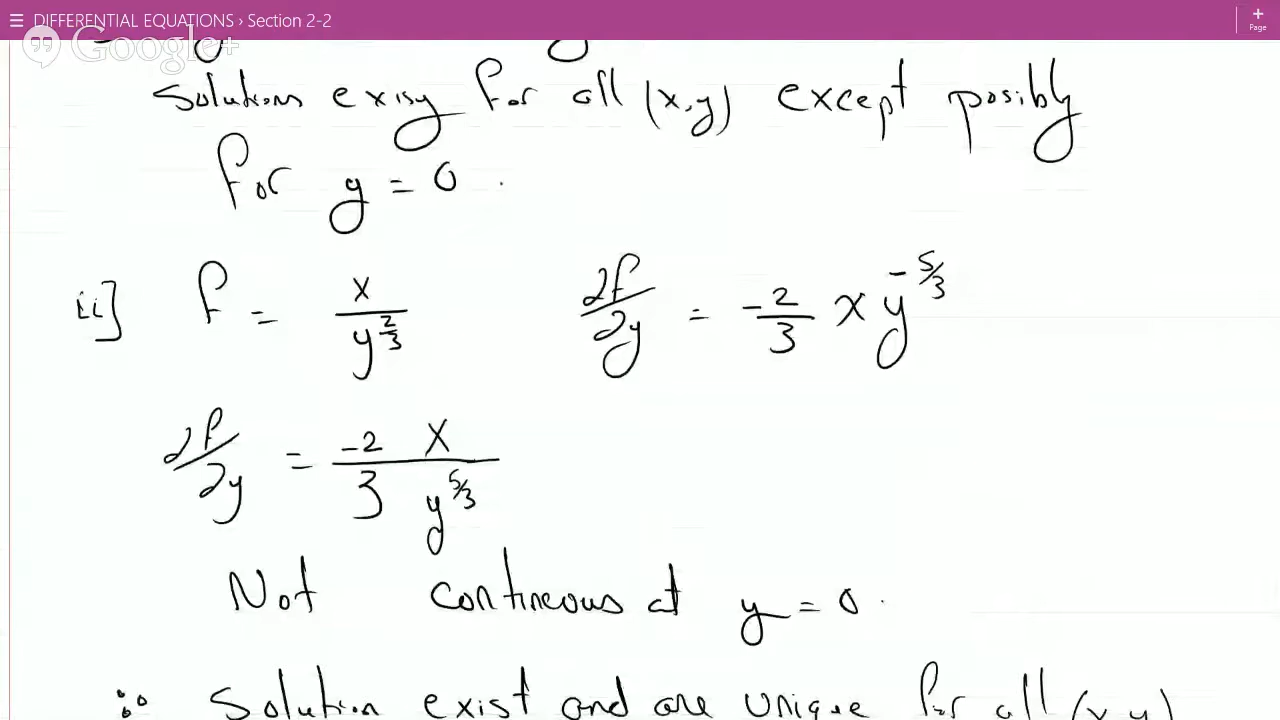 ≡ DIFFERENTIAL EQUATIONS › Section 2-2
+
Page
Google+
Solutions exisy for all (x,y) except posibly
for y = 0 .
ii] f = x / y^{2/3}   ∂f/∂y = -2/3 x y^{-5/3}
∂f/∂y = -2/3 x / y^{5/3}
Not contineous at y = 0 .
∴ Solution exist and are unique for all (x,y)